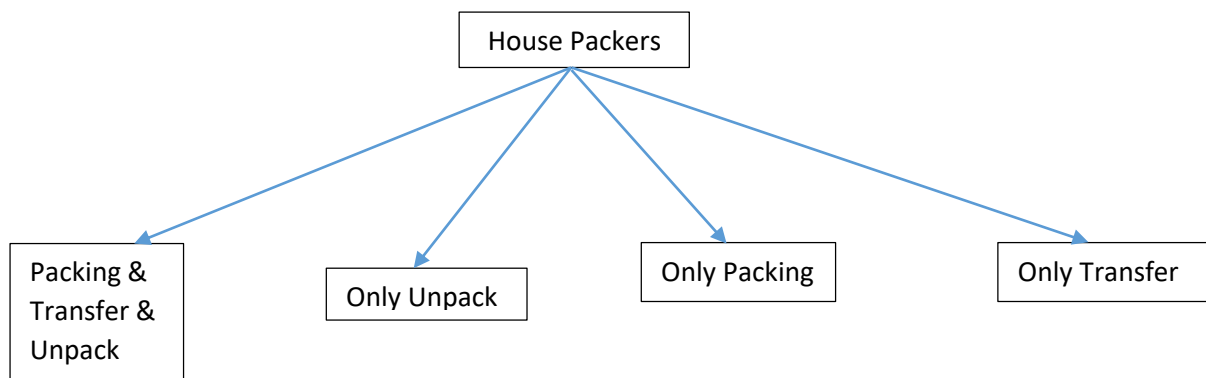 House Packers
Packing &
Transfer &
Unpack
Only Unpack
Only Packing
Only Transfer